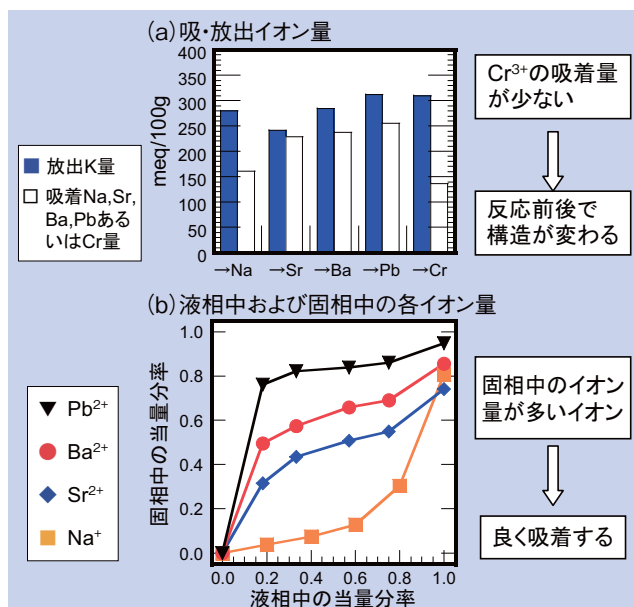 (a)吸・放出イオン量
400
350
300
250
200
150
100
50
0
meq/100g
→Na
→Sr
→Ba
→Pb
→Cr
放出K量
吸着Na,Sr,
Ba,Pbある
いはCr量
Cr³⁺の吸着量
が少ない
反応前後で
構造が変わる
(b)液相中および固相中の各イオン量
1.0
0.8
0.6
0.4
0.2
0.0
固相中の当量分率
0.0 0.2 0.4 0.6 0.8 1.0
液相中の当量分率
Pb²⁺
Ba²⁺
Sr²⁺
Na⁺
固相中のイオン
量が多いイオン
良く吸着する